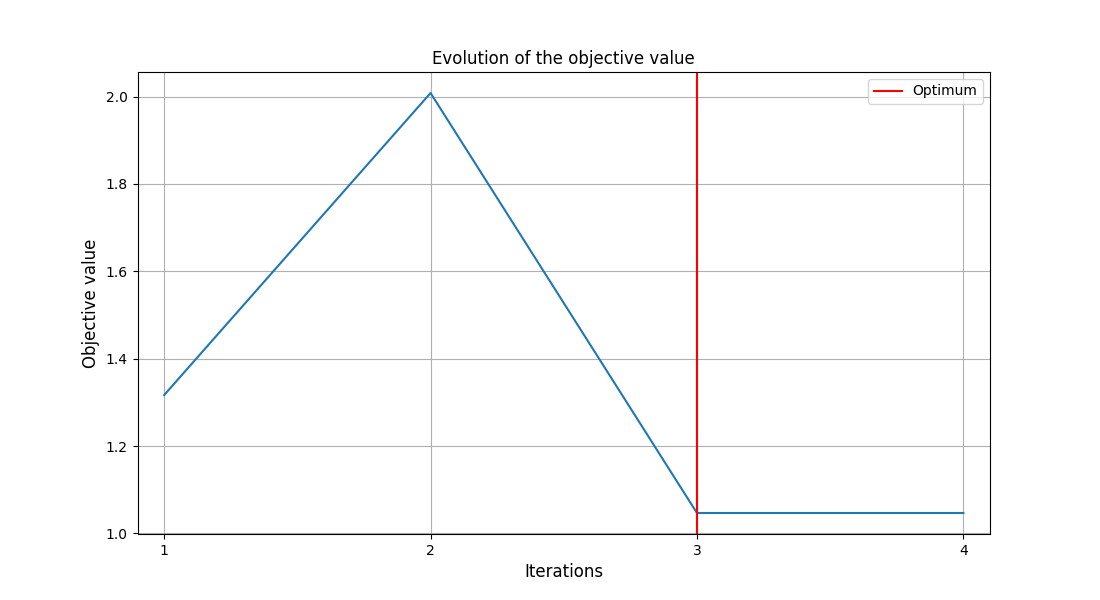 Evolution of the objective value
Optimum
Objective value
2.0
1.8
1.6
1.4
1.2
1.0
1 2 3 4
Iterations